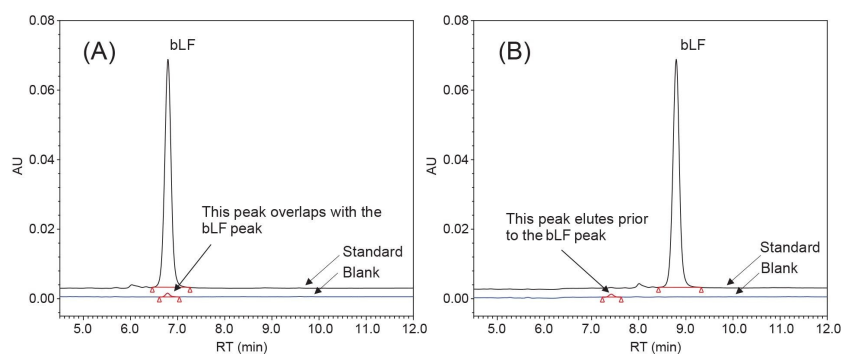 (A)
bLF
0.08
0.06
0.04
0.02
0.00
AU
This peak overlaps with the
bLF peak
Standard
Blank
5.0 6.0 7.0 8.0 9.0 10.0 11.0 12.0
RT (min)
(B)
bLF
0.08
0.06
0.04
0.02
0.00
AU
This peak elutes prior
to the bLF peak
Standard
Blank
5.0 6.0 7.0 8.0 9.0 10.0 11.0 12.0
RT (min)